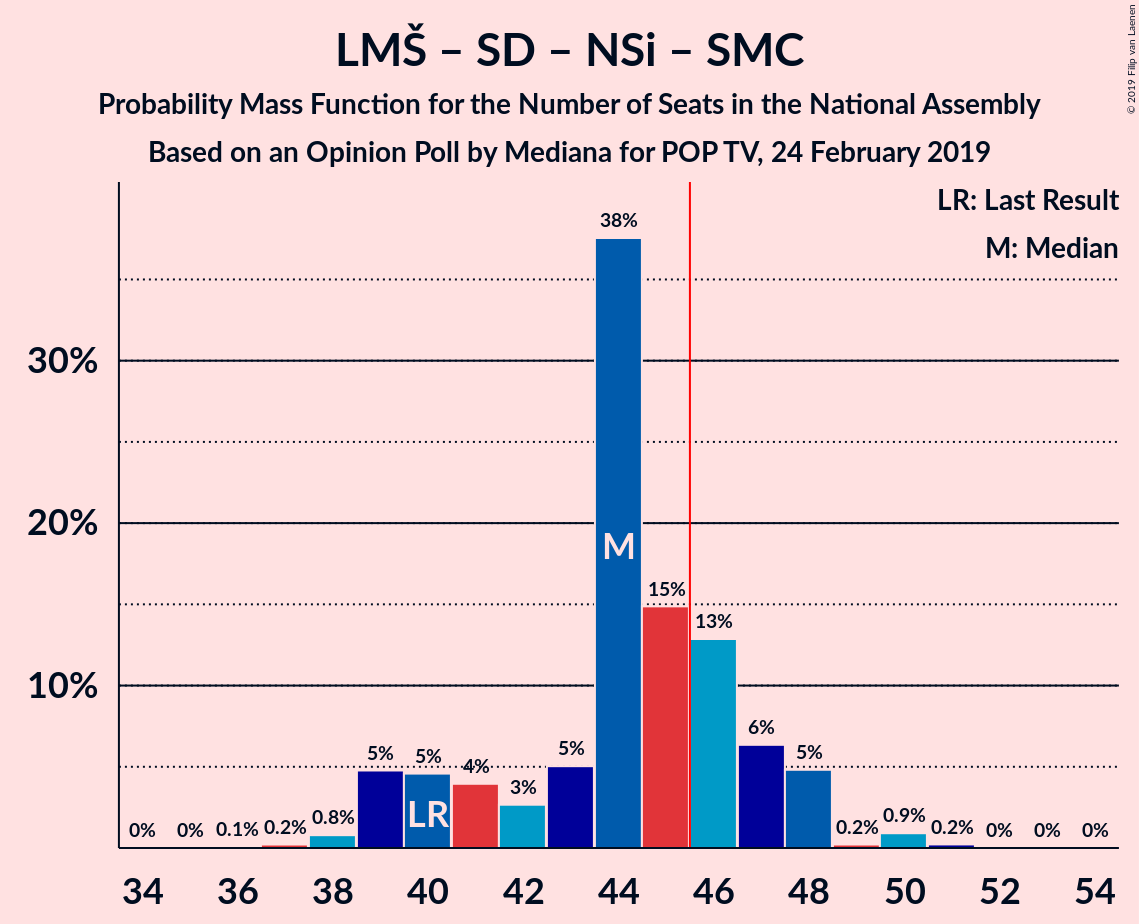 LMŠ – SD – NSi – SMC
Probability Mass Function for the Number of Seats in the National Assembly
Based on an Opinion Poll by Mediana for POP TV, 24 February 2019
© 2019 Filip van Laenen
LR: Last Result
M: Median
30%
20%
10%
0%
0%
0.1%
0.2%
0.8%
5%
5%
4%
3%
5%
38%
15%
13%
6%
5%
0.2%
0.9%
0.2%
0%
0%
0%
LR
M
34 36 38 40 42 44 46 48 50 52 54